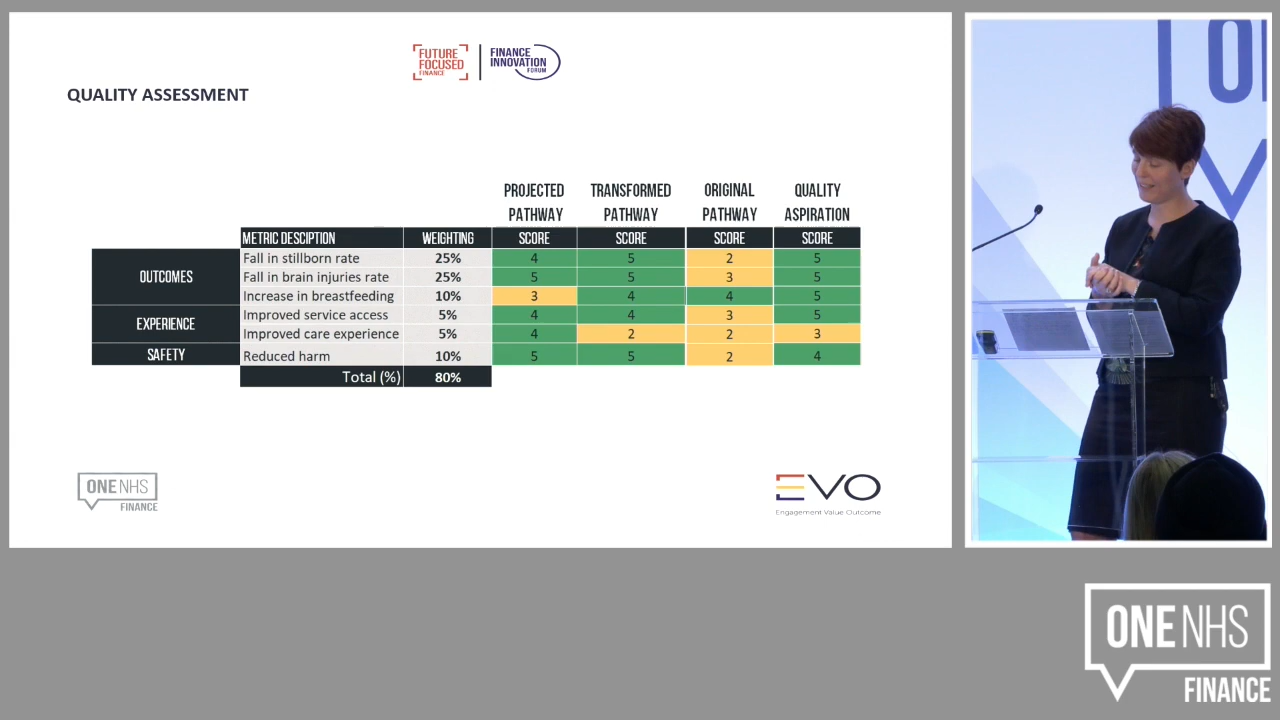 FUTURE FOCUSED FINANCE
FINANCE INNOVATION FORUM
QUALITY ASSESSMENT
PROJECTED PATHWAY TRANSFORMED PATHWAY ORIGINAL PATHWAY QUALITY ASPIRATION
METRIC DESCIPTION WEIGHTING SCORE SCORE SCORE SCORE
OUTCOMES
Fall in stillborn rate 25% 4 5 2 5
Fall in brain injuries rate 25% 5 5 3 5
Increase in breastfeeding 10% 3 4 4 5
EXPERIENCE
Improved service access 5% 4 4 3 5
Improved care experience 5% 4 2 2 3
SAFETY Reduced harm 10% 5 5 2 4
Total (%) 80%
ONE NHS
FINANCE
EVO
Engagement Value Outcome
ONE NHS
FINANCE